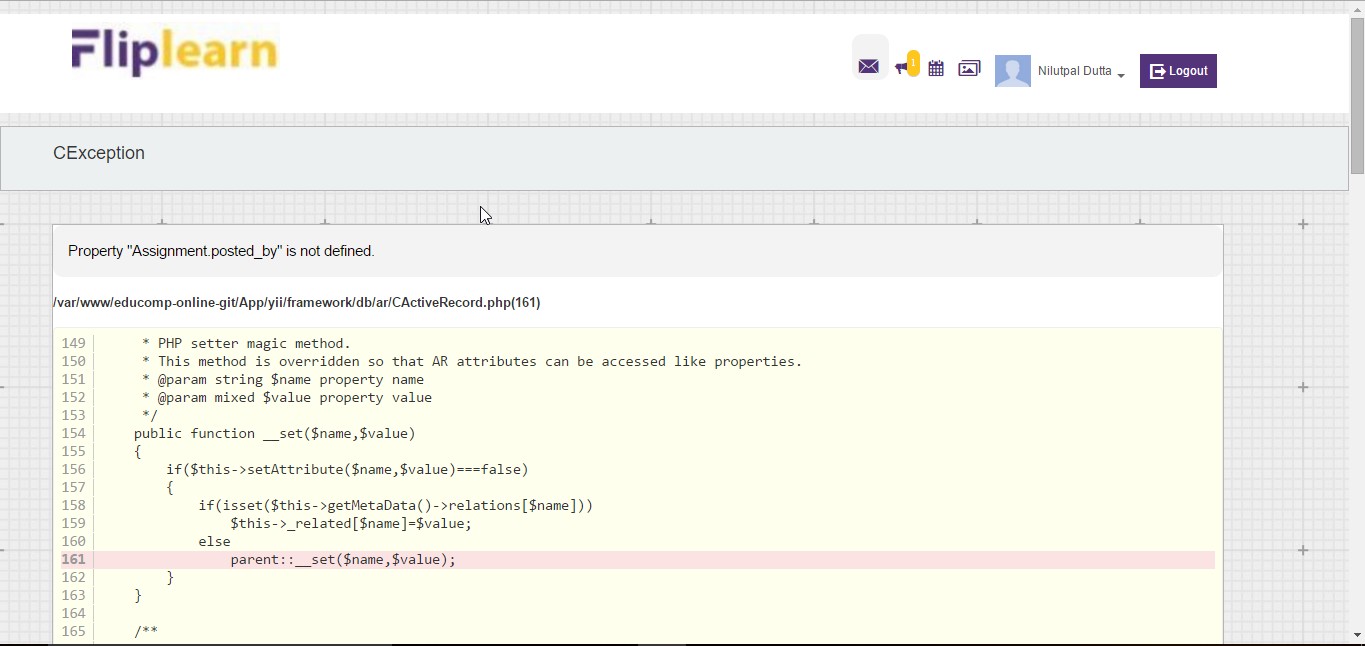 Fliplearn
1
Nilutpal Dutta
Logout
CException
Property "Assignment.posted_by" is not defined.
/var/www/educomp-online-git/App/yii/framework/db/ar/CActiveRecord.php(161)
149      * PHP setter magic method.
150      * This method is overridden so that AR attributes can be accessed like properties.
151      * @param string $name property name
152      * @param mixed $value property value
153      */
154     public function __set($name,$value)
155     {
156         if($this->setAttribute($name,$value)===false)
157         {
158             if(isset($this->getMetaData()->relations[$name]))
159                 $this->_related[$name]=$value;
160             else
161                 parent::__set($name,$value);
162         }
163     }
164
165     /**